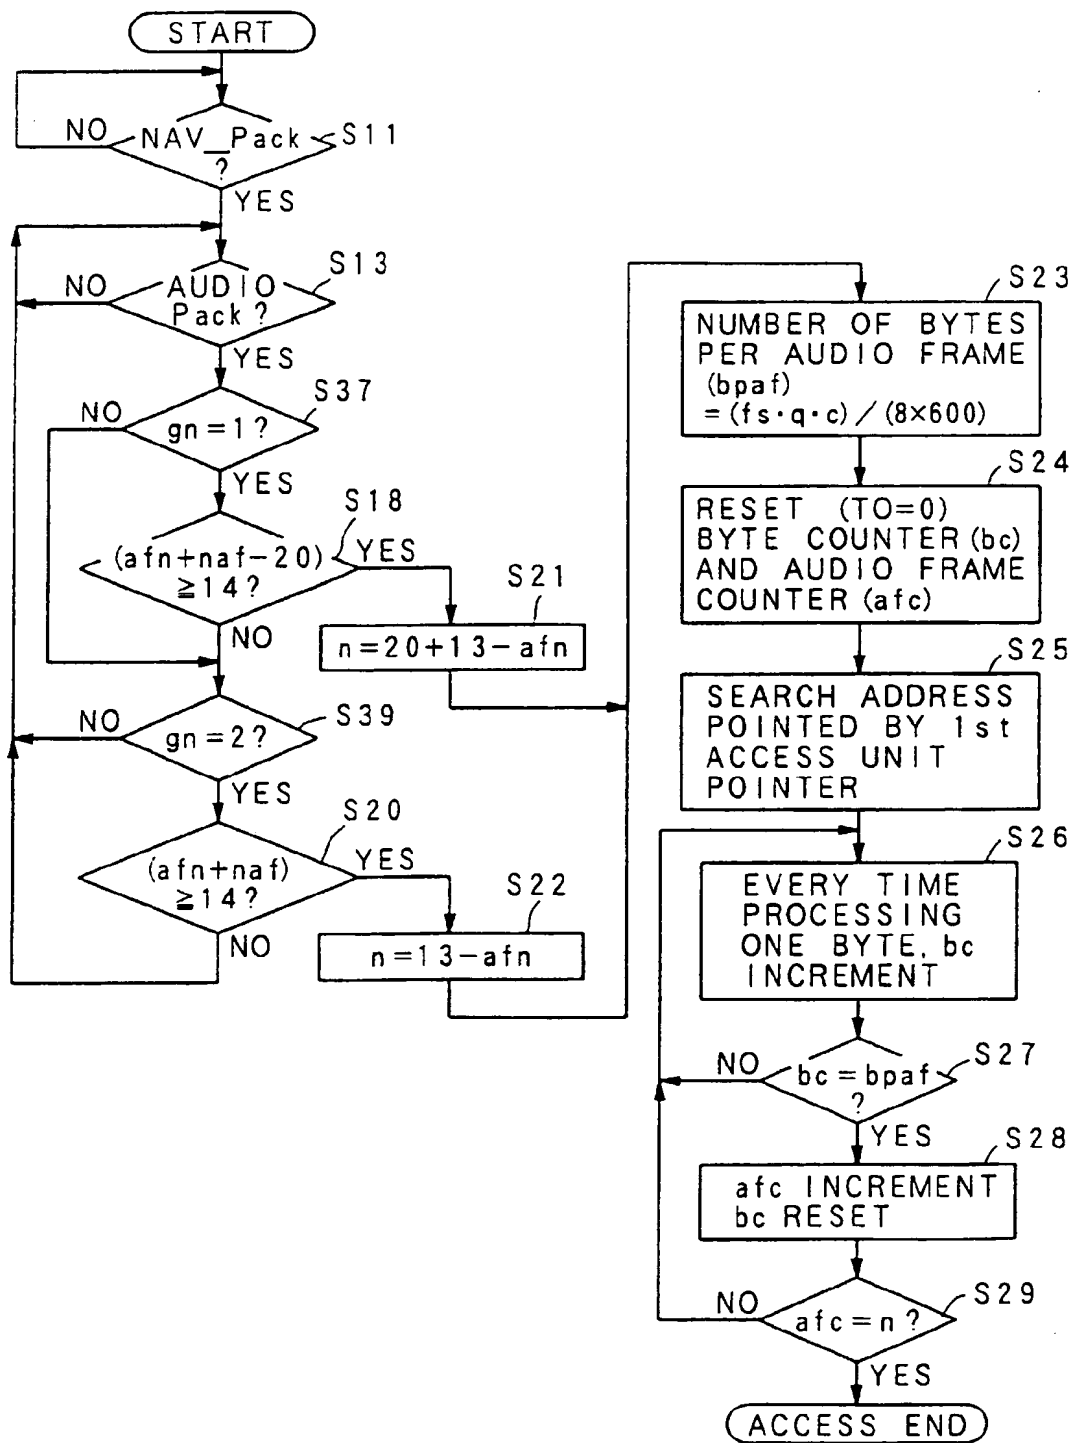 START
NAV_Pack
?
S11
NO
YES
AUDIO
Pack?
S13
NO
YES
gn=1?
S37
NO
YES
(afn+naf-20)
≧14?
S18
YES
NO
S21
n=20+13-afn
gn=2?
S39
NO
YES
(afn+naf)
≧14?
S20
YES
NO
S22
n=13-afn
S23
NUMBER OF BYTES
PER AUDIO FRAME
(bpaf)
=(fs·q·c)/(8×600)
S24
RESET (TO=0)
BYTE COUNTER (bc)
AND AUDIO FRAME
COUNTER (afc)
S25
SEARCH ADDRESS
POINTED BY 1st
ACCESS UNIT
POINTER
S26
EVERY TIME
PROCESSING
ONE BYTE, bc
INCREMENT
S27
bc=bpaf
?
NO
YES
S28
afc INCREMENT
bc RESET
S29
afc=n?
NO
YES
ACCESS END